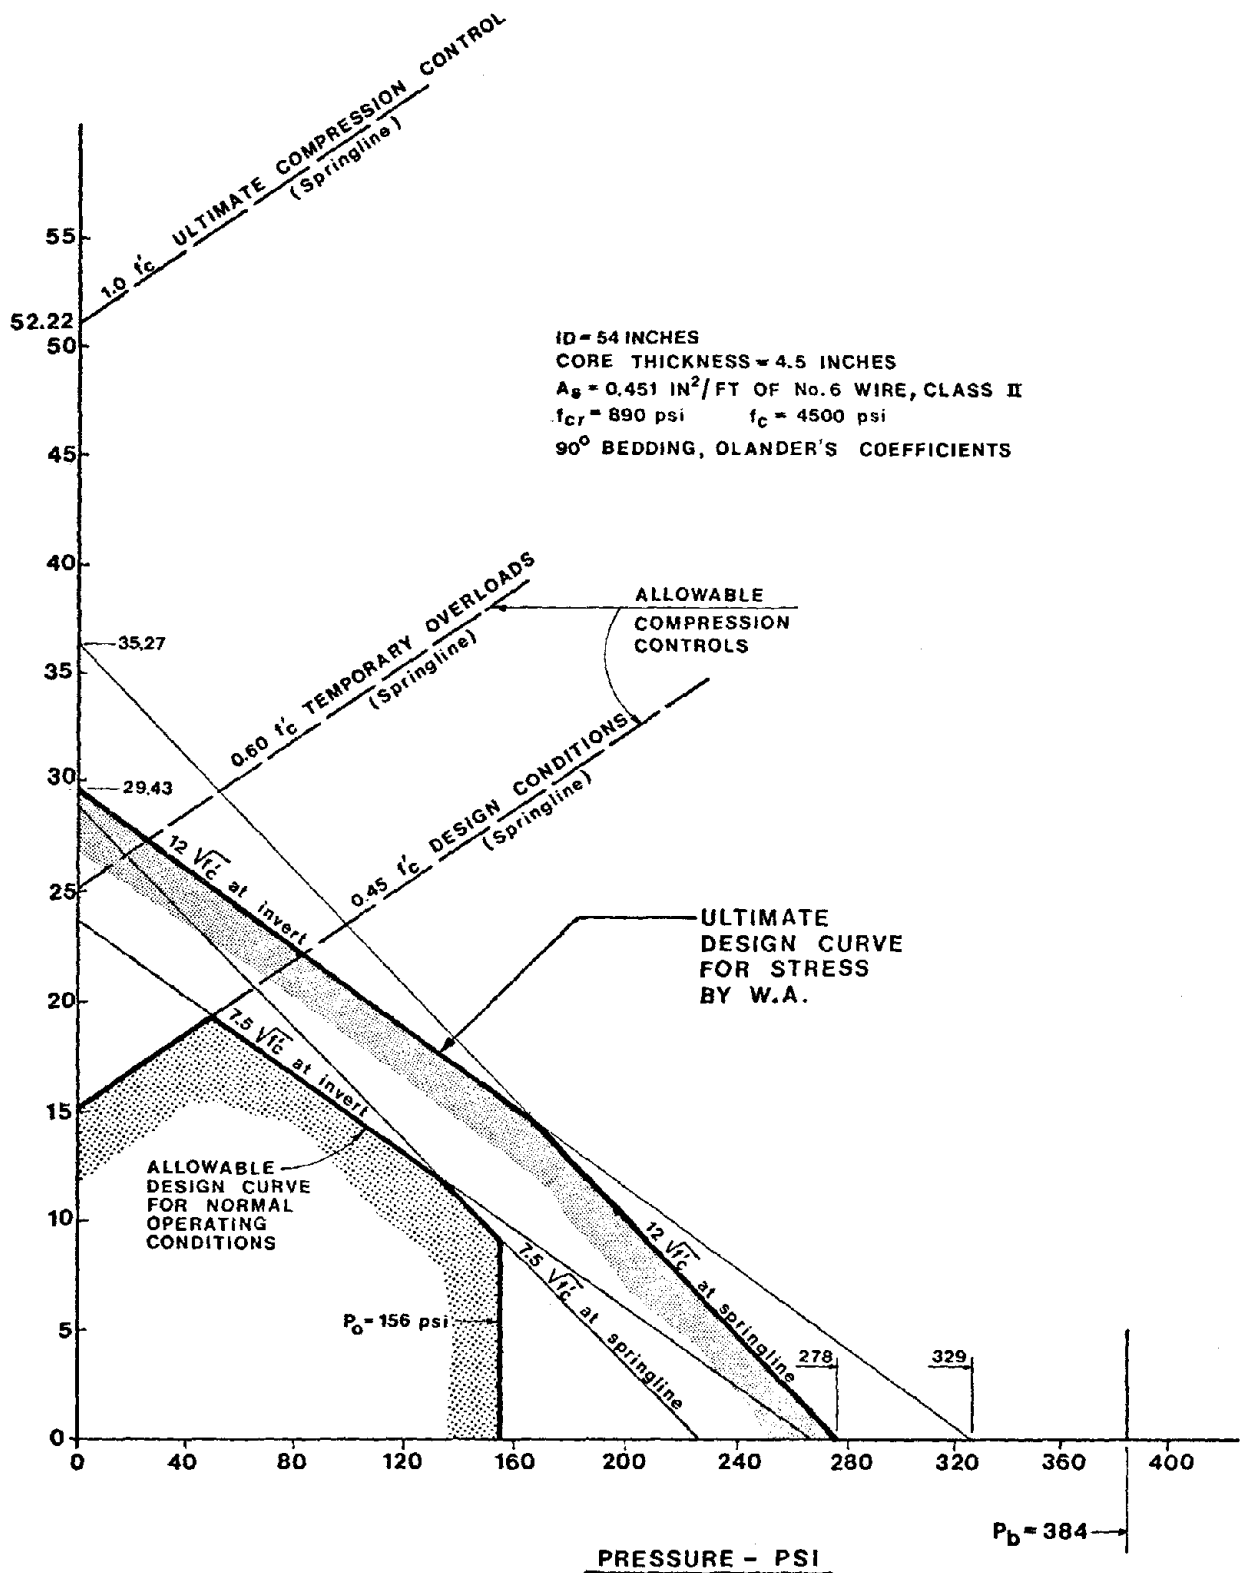 1.0 f'c ULTIMATE COMPRESSION CONTROL
(Springline)
55
52.22
50
45
40
35
30
25
20
15
10
5
0
ID = 54 INCHES
CORE THICKNESS = 4.5 INCHES
As = 0.451 IN²/FT OF No. 6 WIRE, CLASS II
fcr = 890 psi fc = 4500 psi
90° BEDDING, OLANDER'S COEFFICIENTS
0.60 f'c TEMPORARY OVERLOADS
(Springline)
ALLOWABLE
COMPRESSION
CONTROLS
35,27
29,43
0.45 f'c DESIGN CONDITIONS
(Springline)
12 √f'c at invert
ULTIMATE
DESIGN CURVE
FOR STRESS
BY W.A.
7.5 √f'c at invert
ALLOWABLE
DESIGN CURVE
FOR NORMAL
OPERATING
CONDITIONS
12 √f'c at springline
7.5 √f'c at springline
Po = 156 psi
278
329
0 40 80 120 160 200 240 280 320 360 400
Pb = 384
PRESSURE - PSI